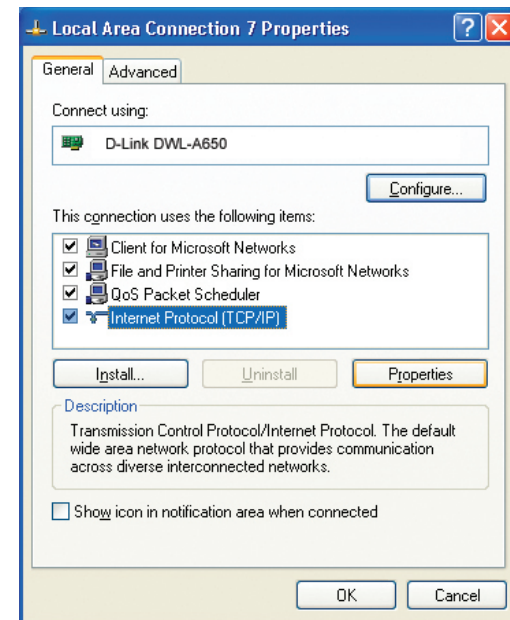 Local Area Connection 7 Properties
General Advanced
Connect using:
D-Link DWL-A650
Configure...
This connection uses the following items:
Client for Microsoft Networks
File and Printer Sharing for Microsoft Networks
QoS Packet Scheduler
Internet Protocol (TCP/IP)
Install... Uninstall Properties
Description
Transmission Control Protocol/Internet Protocol. The default
wide area network protocol that provides communication
across diverse interconnected networks.
Show icon in notification area when connected
OK Cancel